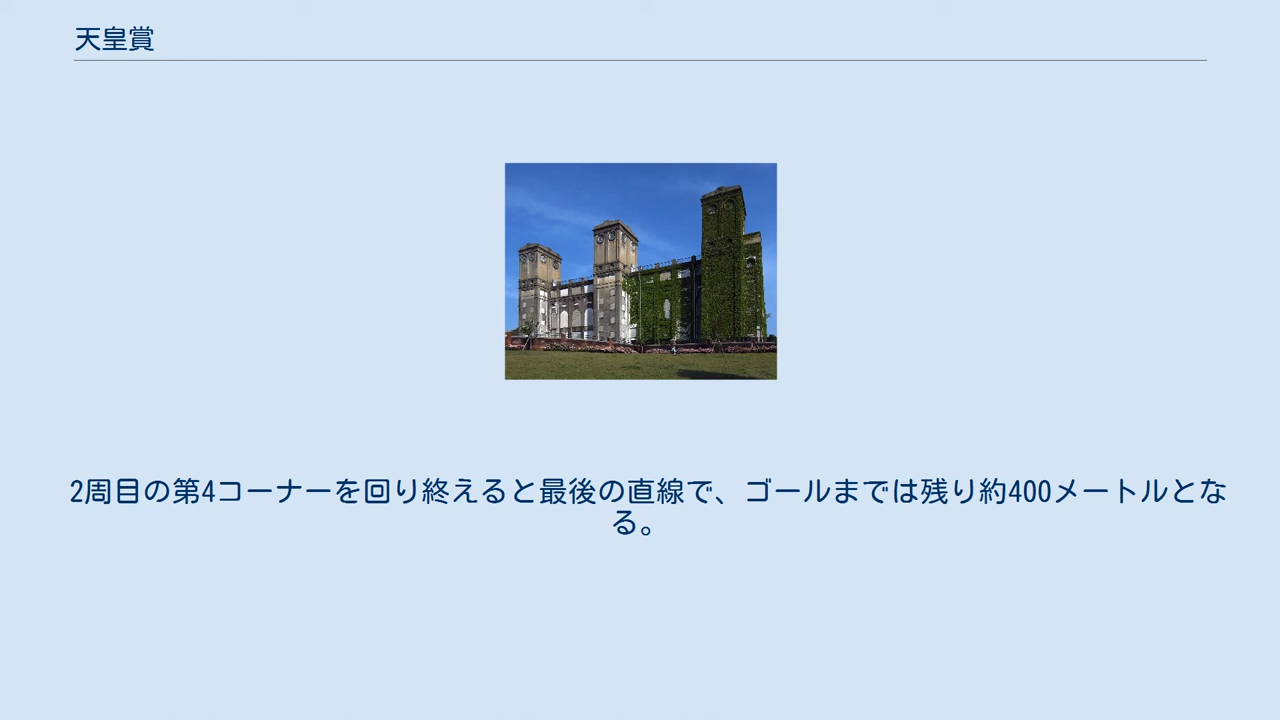 天皇賞
2周目の第4コーナーを回り終えると最後の直線で、ゴールまでは残り約400メートルとな
る。